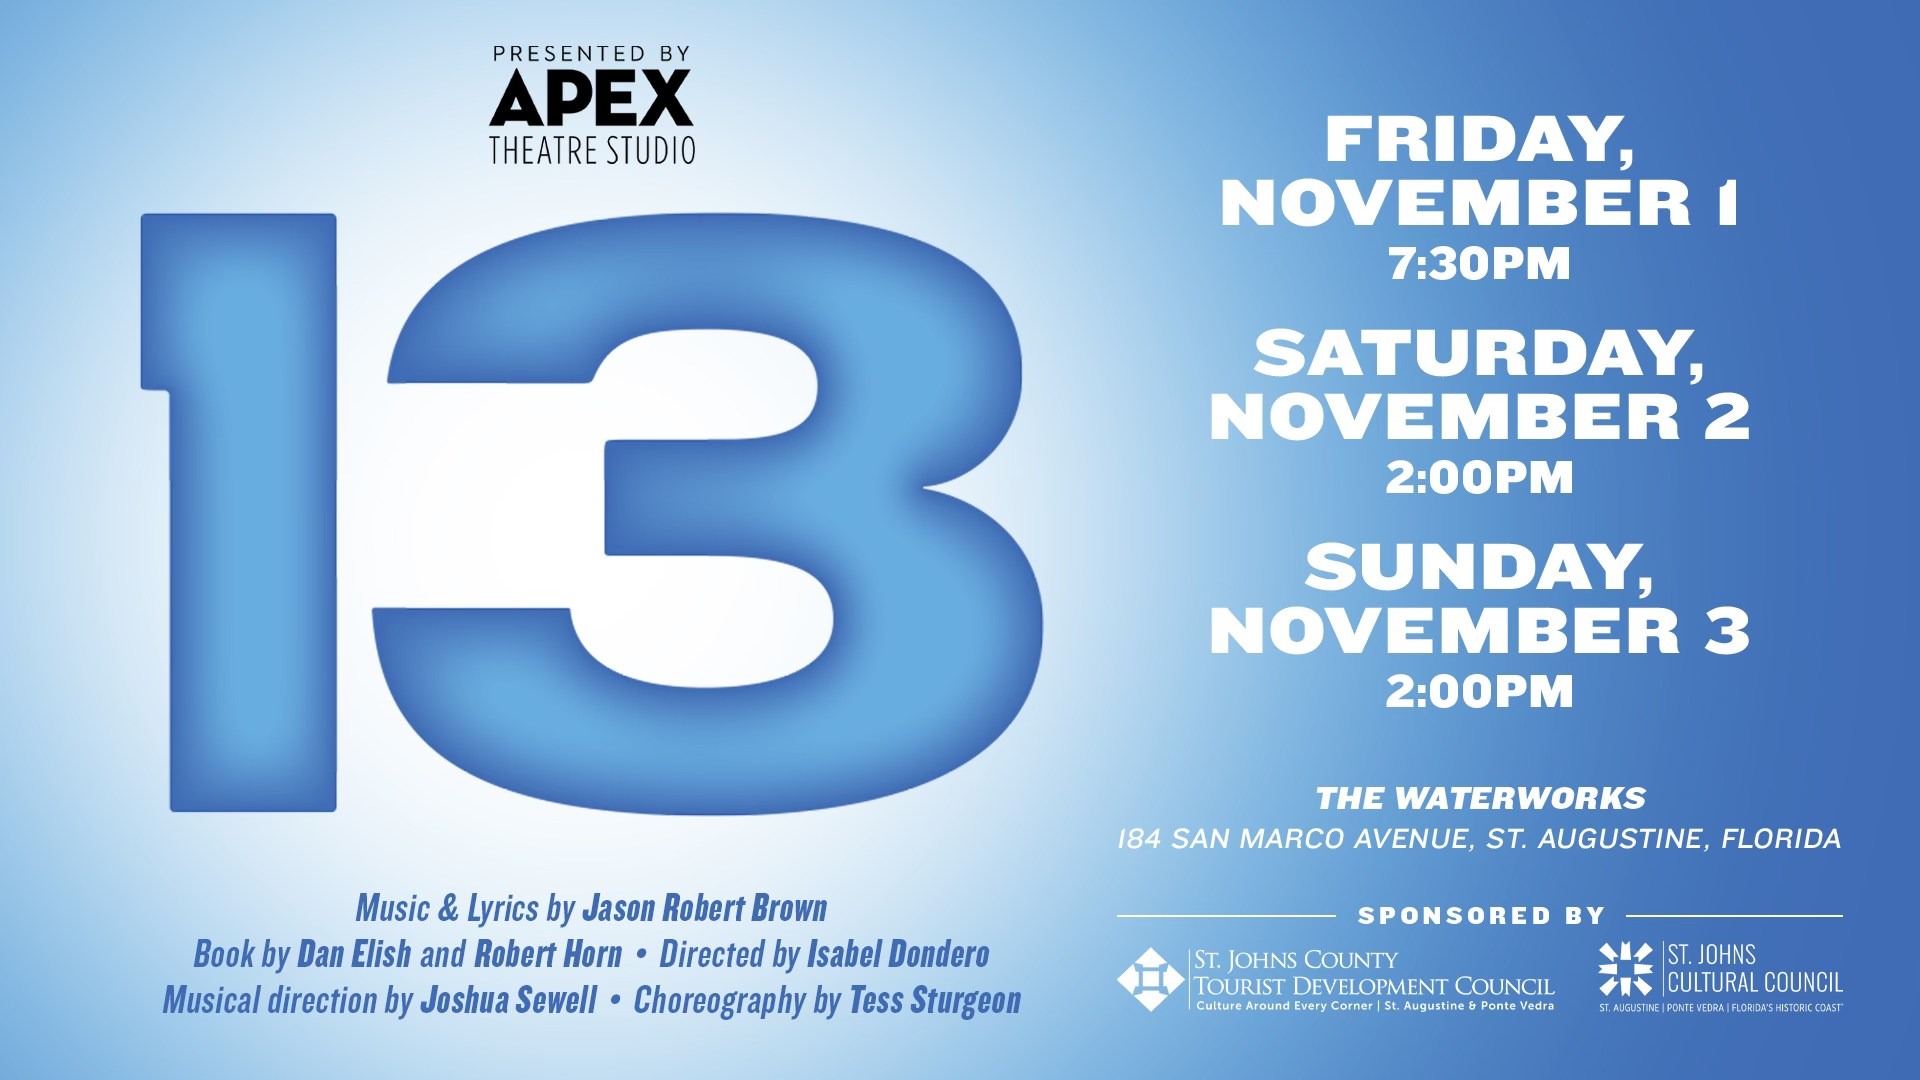 PRESENTED BY
APEX
THEATRE STUDIO
13
Music & Lyrics by Jason Robert Brown
Book by Dan Elish and Robert Horn • Directed by Isabel Dondero
Musical direction by Joshua Sewell • Choreography by Tess Sturgeon
FRIDAY,
NOVEMBER 1
7:30PM
SATURDAY,
NOVEMBER 2
2:00PM
SUNDAY,
NOVEMBER 3
2:00PM
THE WATERWORKS
184 SAN MARCO AVENUE, ST. AUGUSTINE, FLORIDA
SPONSORED BY
ST. JOHNS COUNTY
TOURIST DEVELOPMENT COUNCIL
Culture Around Every Corner | St. Augustine & Ponte Vedra
ST. JOHNS
CULTURAL COUNCIL
ST. AUGUSTINE | PONTE VEDRA | FLORIDA'S HISTORIC COAST